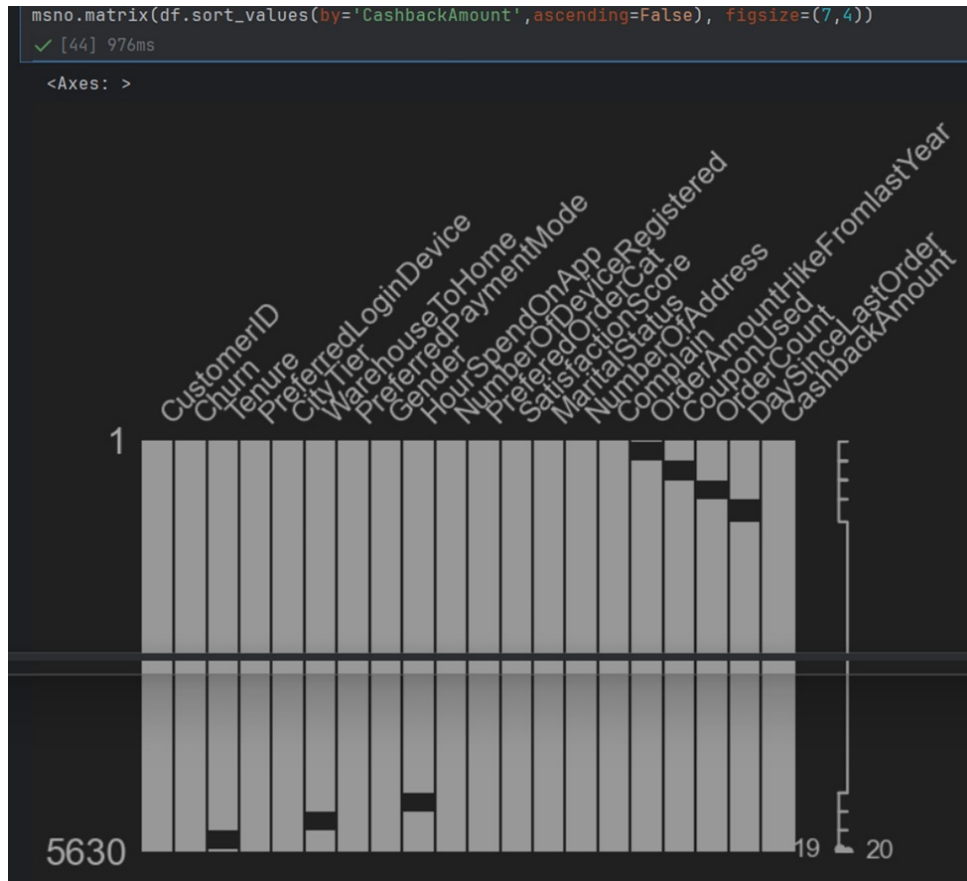 msno.matrix(df.sort_values(by='CashbackAmount',ascending=False), figsize=(7,4))
[44] 976ms
<Axes: >
CustomerID
Churn
Tenure
PreferredLoginDevice
CityTier
WarehouseToHome
PreferredPaymentMode
Gender
HourSpendOnApp
NumberOfDeviceRegistered
PreferedOrderCat
SatisfactionScore
MaritalStatus
NumberOfAddress
Complain
OrderAmountHikeFromlastYear
CouponUsed
OrderCount
DaySinceLastOrder
CashbackAmount
1
5630
19 20